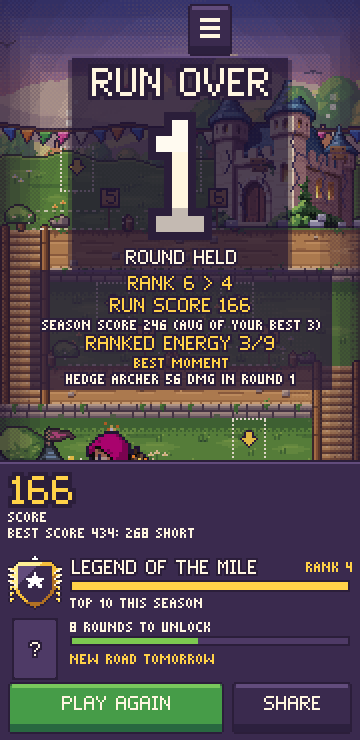 RUN OVER
1
ROUND HELD
RANK 6 > 4
RUN SCORE 166
SEASON SCORE 246 (AVG OF YOUR BEST 3)
RANKED ENERGY 3/9
BEST MOMENT
HEDGE ARCHER 56 DMG IN ROUND 1
166
SCORE
BEST SCORE 434: 268 SHORT
LEGEND OF THE MILE RANK 4
TOP 10 THIS SEASON
?
8 ROUNDS TO UNLOCK
NEW ROAD TOMORROW
PLAY AGAIN SHARE